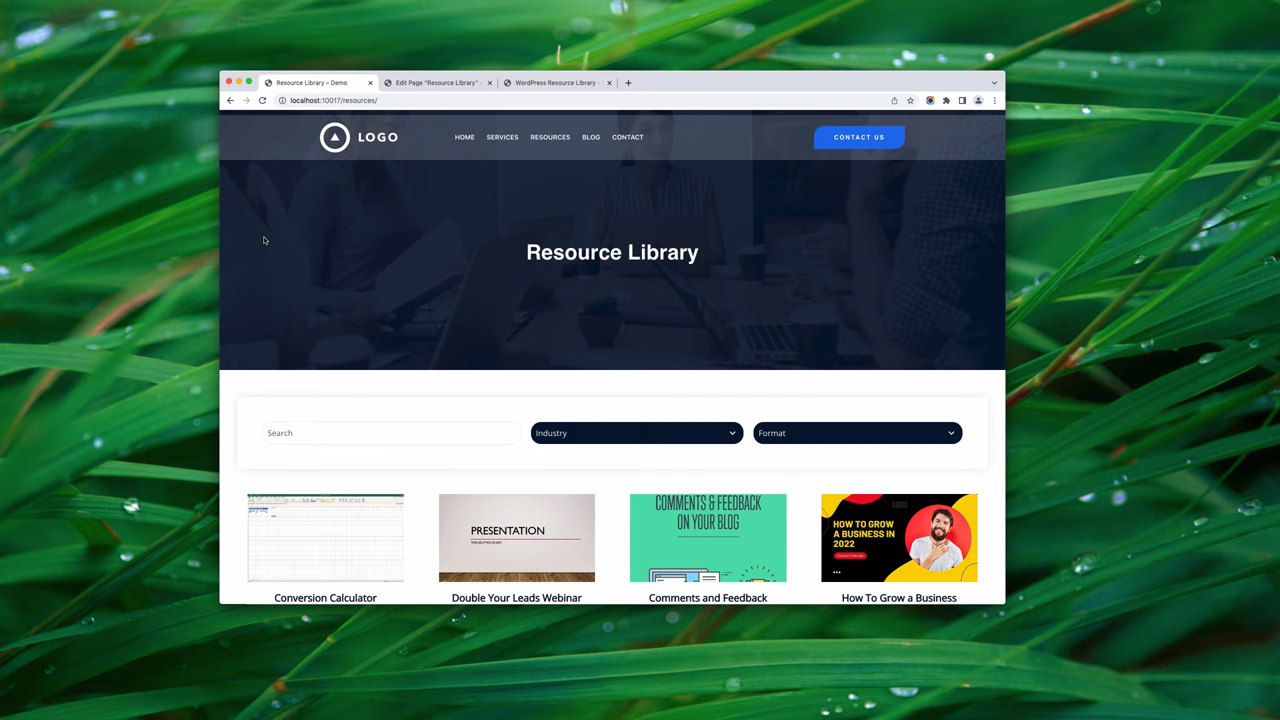 Resource Library – Demo
Edit Page "Resource Library" ·
WordPress Resource Library ·
localhost:10017/resources/
LOGO
HOME
SERVICES
RESOURCES
BLOG
CONTACT
CONTACT US
Resource Library
Search
Industry
Format
PRESENTATION
COMMENTS & FEEDBACK
ON YOUR BLOG
HOW TO GROW
A BUSINESS IN
2022
Conversion Calculator
Double Your Leads Webinar
Comments and Feedback
How To Grow a Business